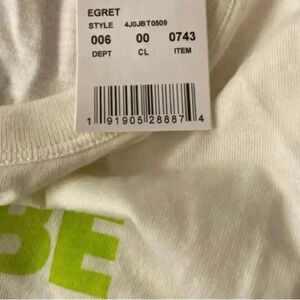 EGRET
STYLE 4J0JBT0509
006 00 0743
DEPT CL ITEM
1 91905 28887 4
BE